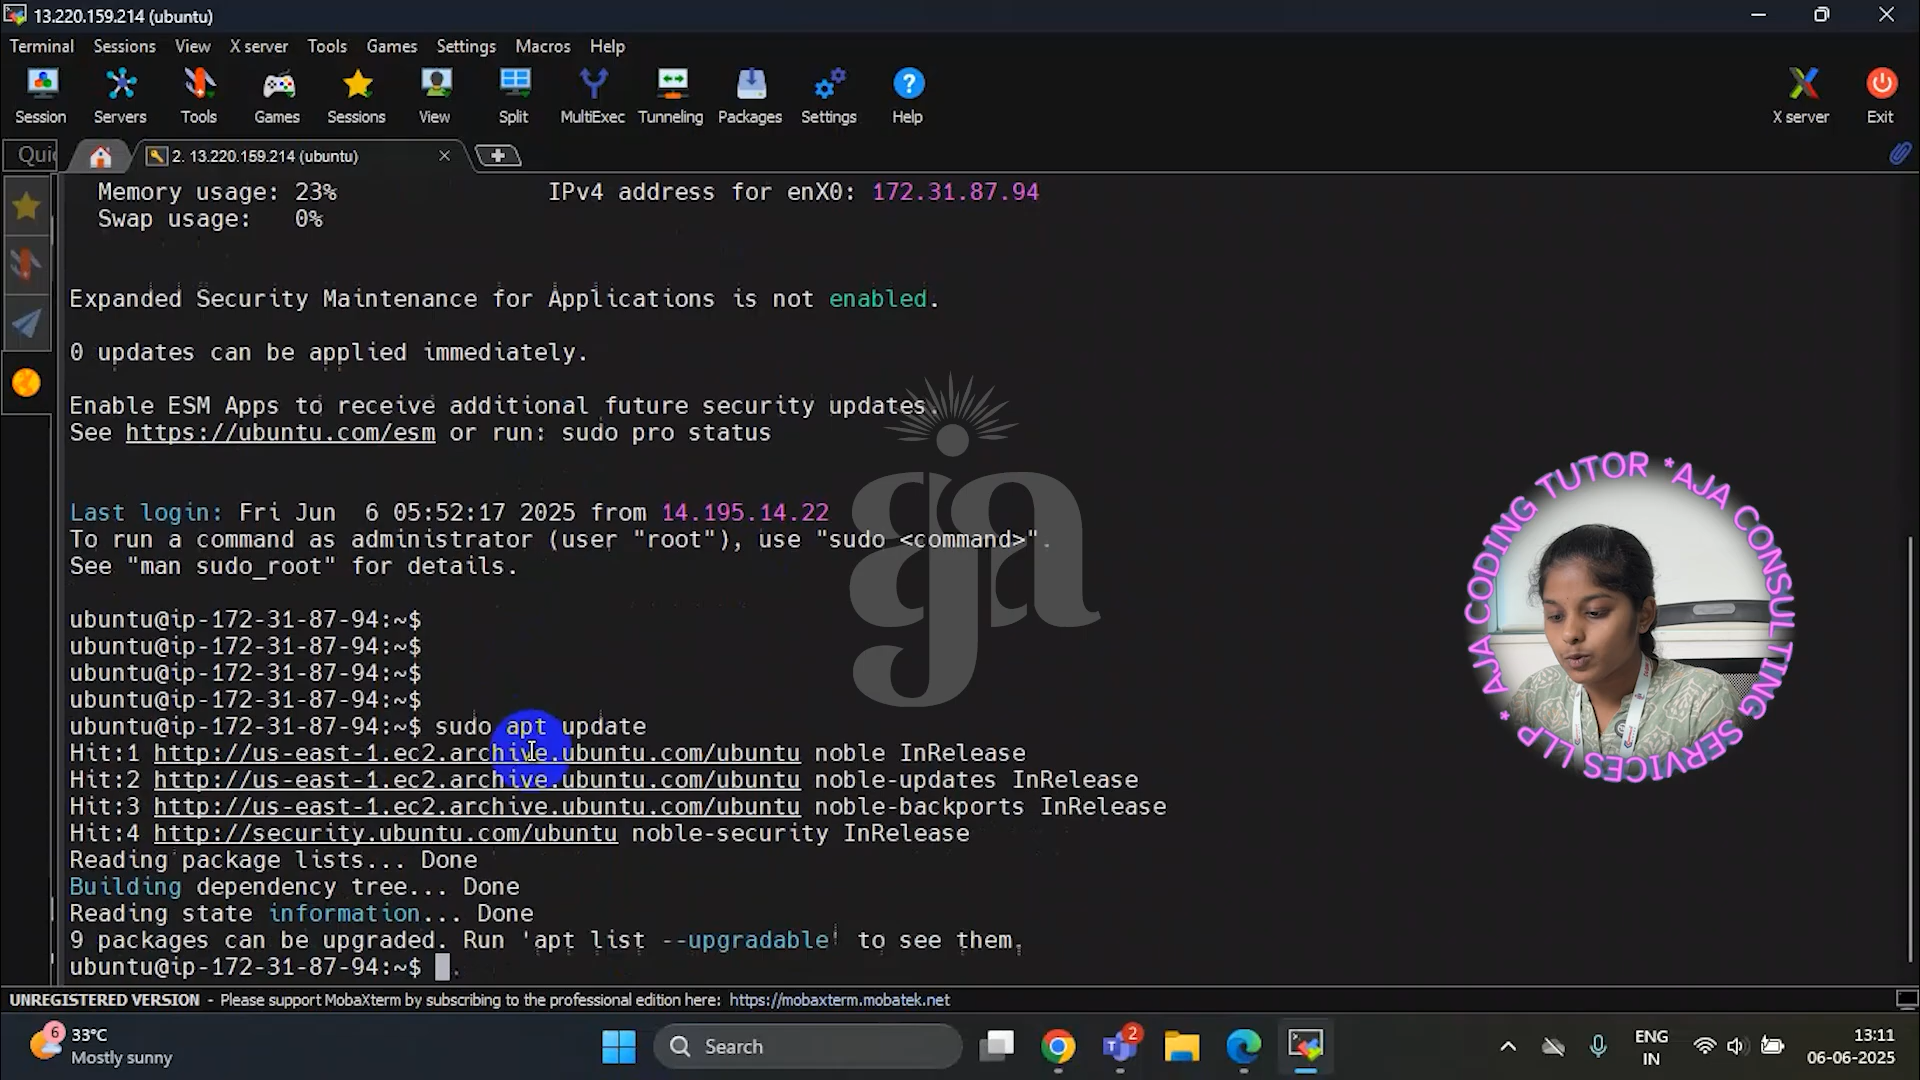 13.220.159.214 (ubuntu)
Terminal Sessions View X server Tools Games Settings Macros Help
Session Servers Tools Games Sessions View Split MultiExec Tunneling Packages Settings Help X server Exit
Quic 2. 13.220.159.214 (ubuntu)
Memory usage: 23% IPv4 address for enX0: 172.31.87.94
Swap usage: 0%
Expanded Security Maintenance for Applications is not enabled.
0 updates can be applied immediately.
Enable ESM Apps to receive additional future security updates.
See https://ubuntu.com/esm or run: sudo pro status
Last login: Fri Jun 6 05:52:17 2025 from 14.195.14.22
To run a command as administrator (user "root"), use "sudo <command>".
See "man sudo_root" for details.
ubuntu@ip-172-31-87-94:~$
ubuntu@ip-172-31-87-94:~$
ubuntu@ip-172-31-87-94:~$
ubuntu@ip-172-31-87-94:~$
ubuntu@ip-172-31-87-94:~$ sudo apt update
Hit:1 http://us-east-1.ec2.archive.ubuntu.com/ubuntu noble InRelease
Hit:2 http://us-east-1.ec2.archive.ubuntu.com/ubuntu noble-updates InRelease
Hit:3 http://us-east-1.ec2.archive.ubuntu.com/ubuntu noble-backports InRelease
Hit:4 http://security.ubuntu.com/ubuntu noble-security InRelease
Reading package lists... Done
Building dependency tree... Done
Reading state information... Done
9 packages can be upgraded. Run 'apt list --upgradable' to see them.
ubuntu@ip-172-31-87-94:~$
aja
*AJA CONSULTING SERVICES LLP* AJA CODING TUTOR
UNREGISTERED VERSION - Please support MobaXterm by subscribing to the professional edition here: https://mobaxterm.mobatek.net
6 33°C
Mostly sunny
Search
2
ENG
IN
13:11
06-06-2025